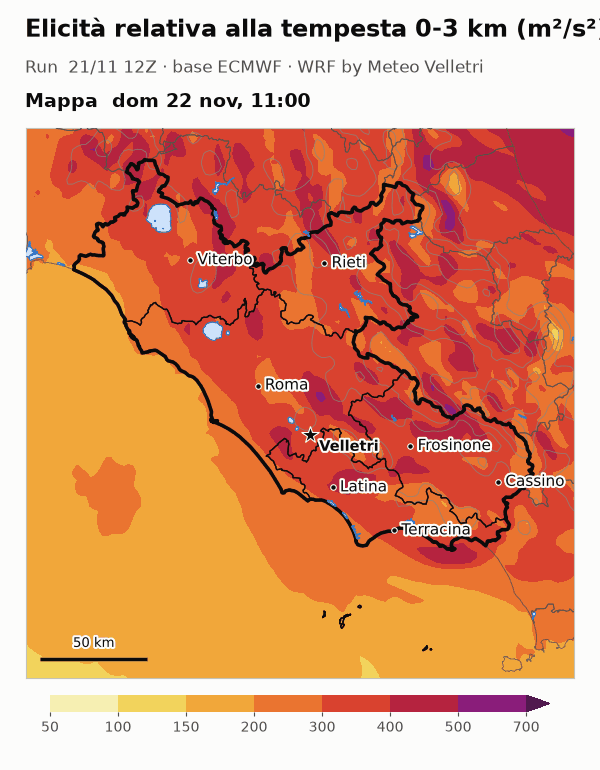 Elicità relativa alla tempesta 0-3 km (m²/s²)
Run  21/11 12Z · base ECMWF · WRF by Meteo Velletri
Mappa  dom 22 nov, 11:00
Viterbo
Rieti
Roma
Velletri
Frosinone
Cassino
Latina
Terracina
50 km
50 100 150 200 300 400 500 700